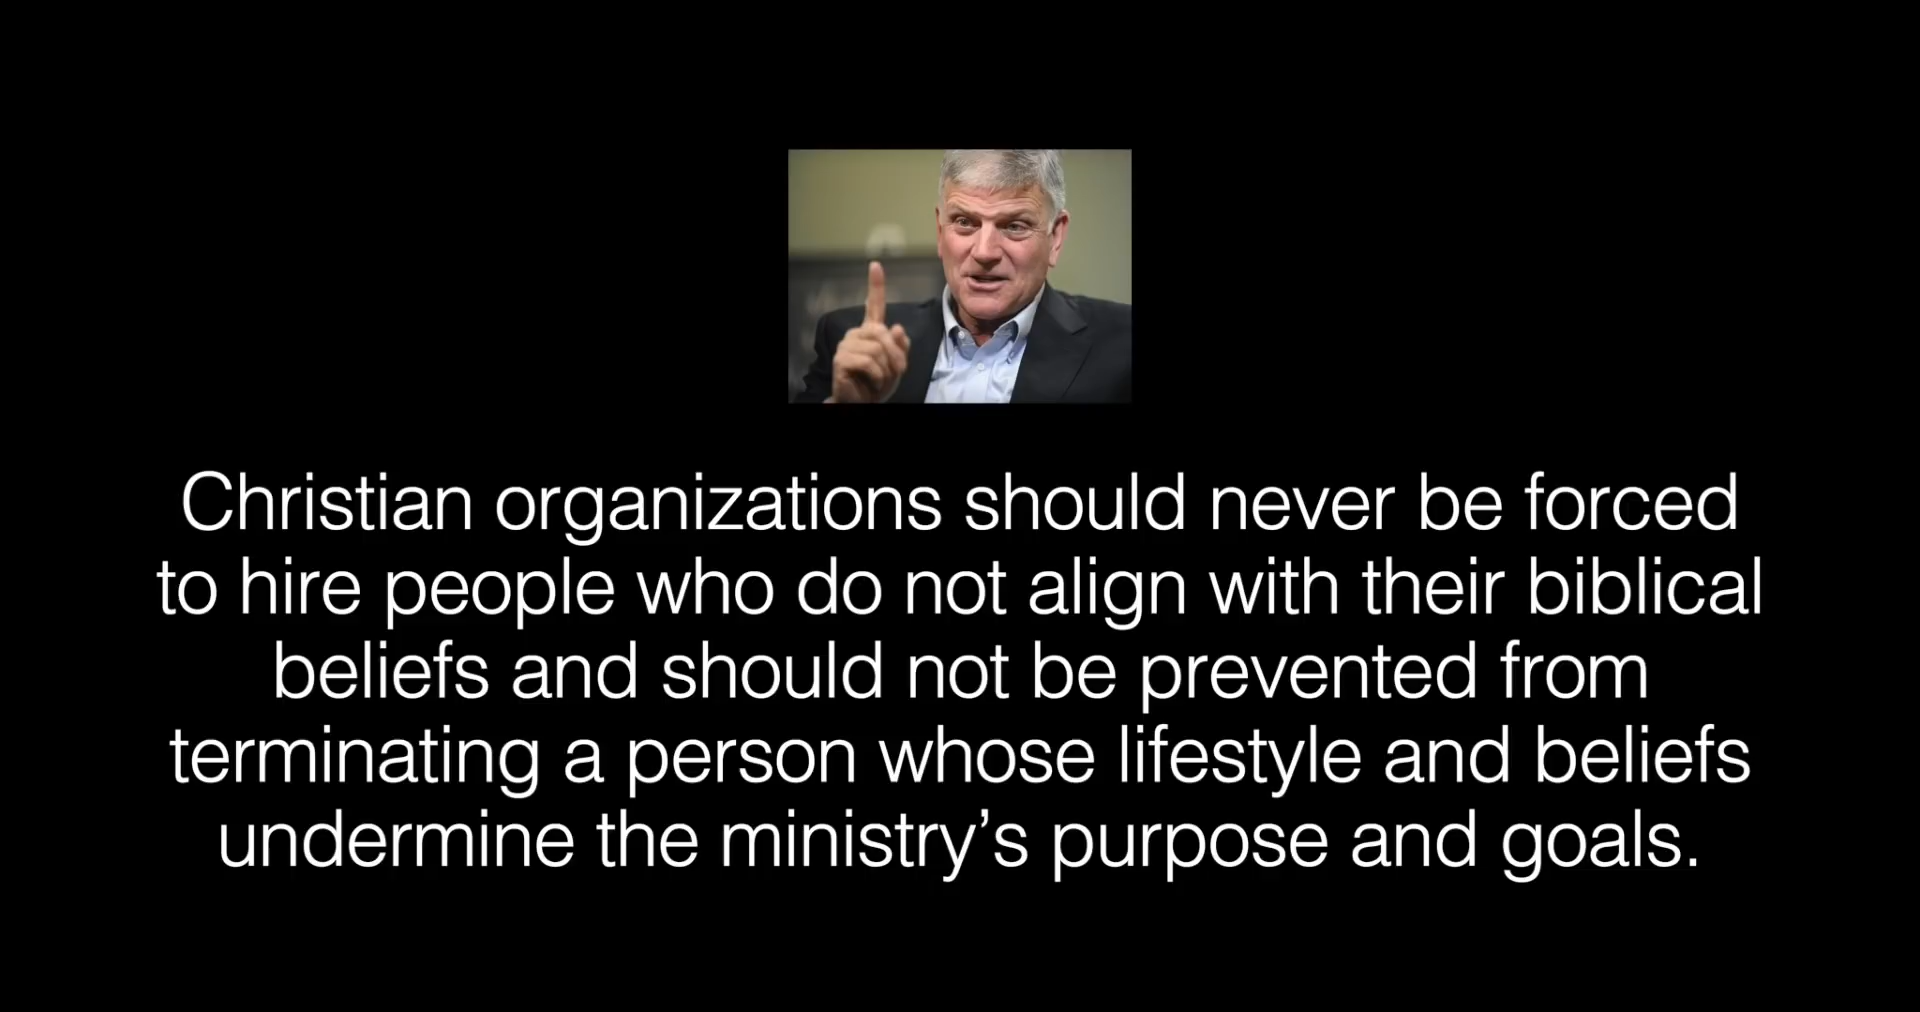 Christian organizations should never be forced
to hire people who do not align with their biblical
beliefs and should not be prevented from
terminating a person whose lifestyle and beliefs
undermine the ministry’s purpose and goals.